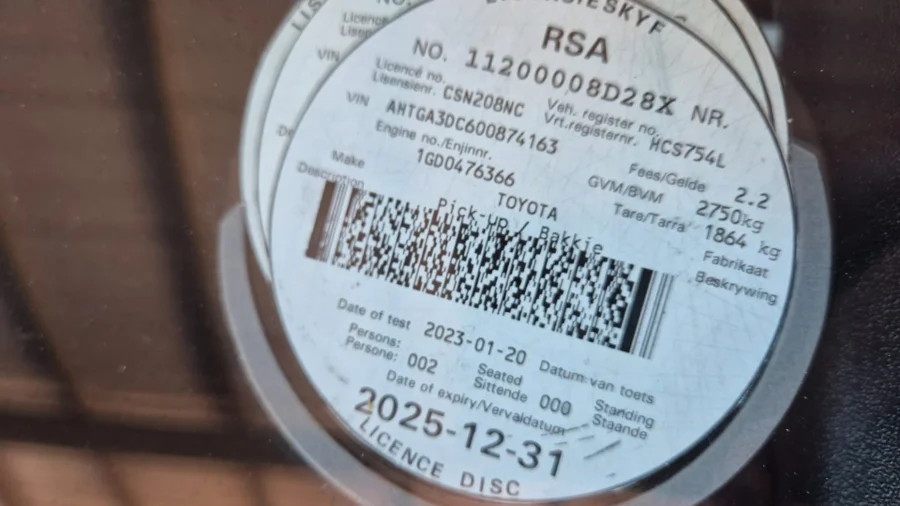 RSA
NO. 11200008D28X NR.
Licence no. Veh. register no.
Lisensienr. CSN208NC Vrt.registernr. HCS754L
VIN AHTGA3DC600874163
Engine no./Enjinnr. Fees/Gelde 2.2
1GD0476366 GVM/BVM 2750kg
Tare/Tarra 1864 kg
Make TOYOTA Fabrikaat
Description Pick-up / Bakkie Beskrywing
Date of test 2023-01-20 Datum van toets
Persons: Seated Standing
Persone: 002 Sittende 000 Staande
Date of expiry/Vervaldatum
2025-12-31
LICENCE DISC